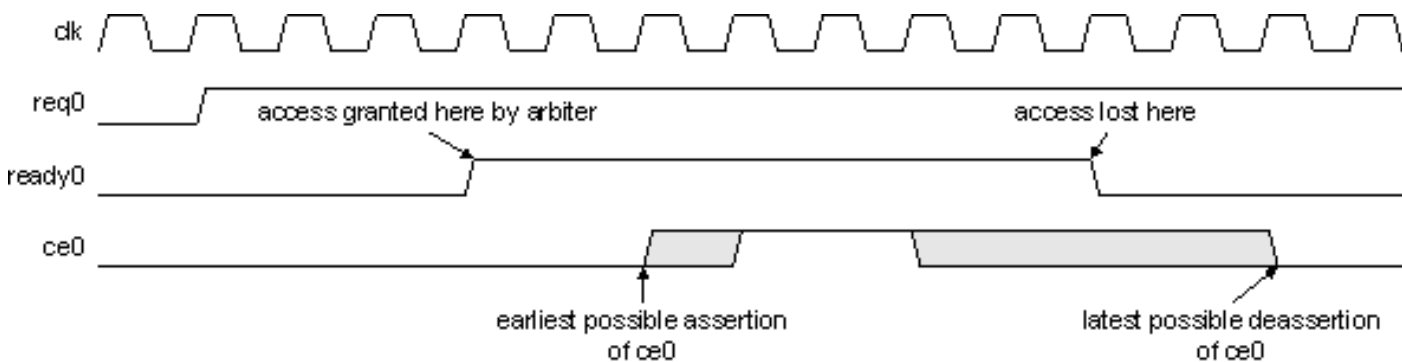 clk
req0
access granted here by arbiter
access lost here
ready0
ce0
earliest possible assertion
of ce0
latest possible deassertion
of ce0